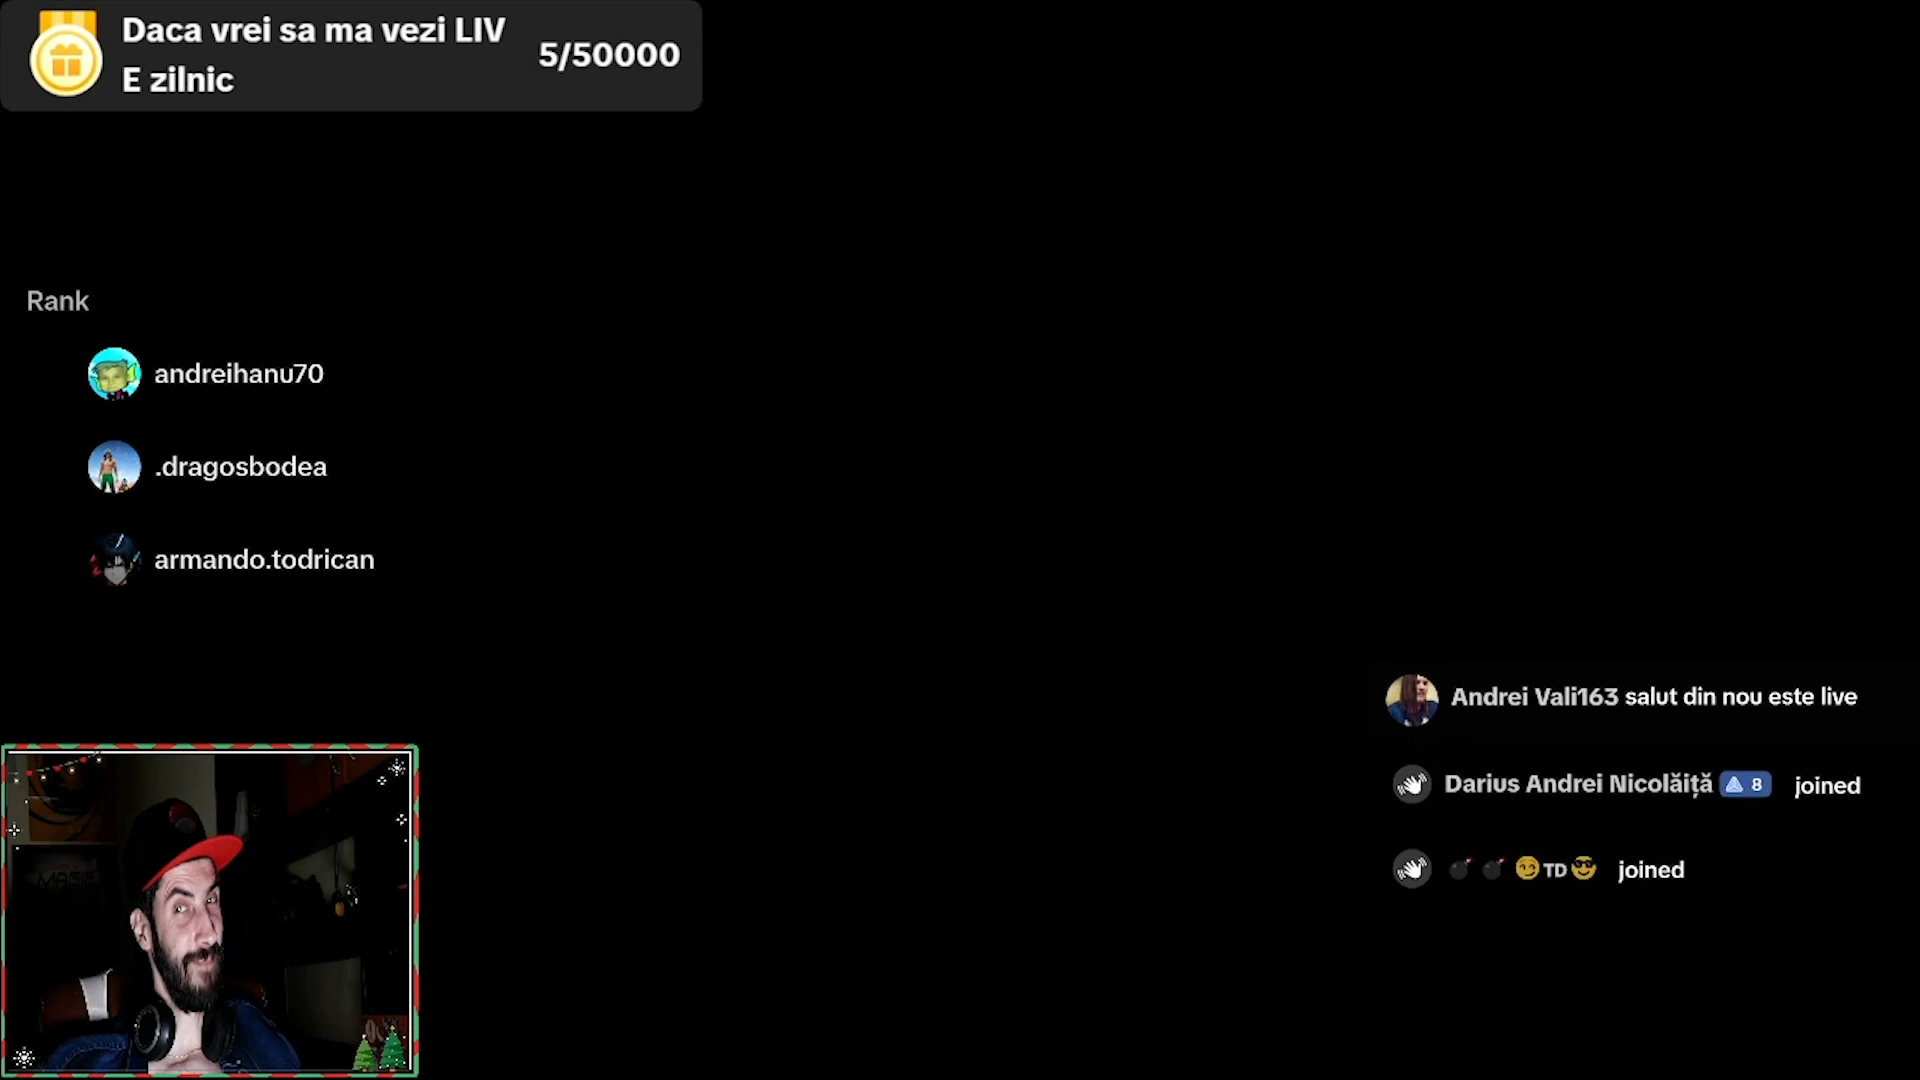 Daca vrei sa ma vezi LIV
E zilnic
5/50000
Rank
andreihanu70
.dragosbodea
armando.todrican
Andrei Vali163 salut din nou este live
Darius Andrei Nicolăiță 8 joined
💣 💣 😏TD😎 joined